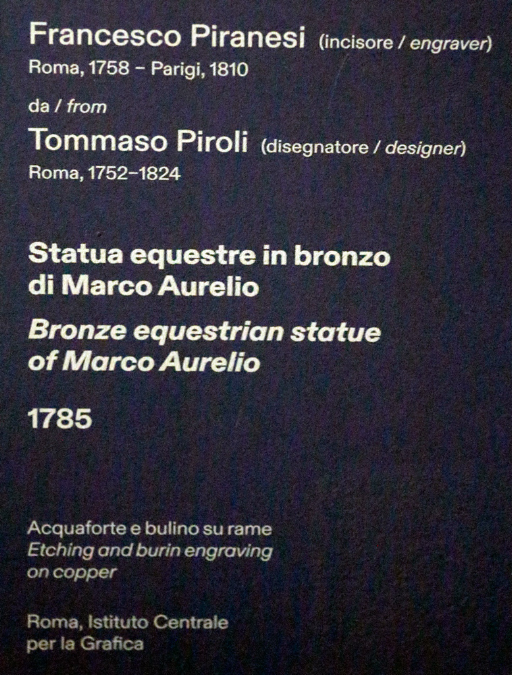 Francesco Piranesi (incisore / engraver)
Roma, 1758 – Parigi, 1810
da / from
Tommaso Piroli (disegnatore / designer)
Roma, 1752–1824
Statua equestre in bronzo
di Marco Aurelio
Bronze equestrian statue
of Marco Aurelio
1785
Acquaforte e bulino su rame
Etching and burin engraving
on copper
Roma, Istituto Centrale
per la Grafica